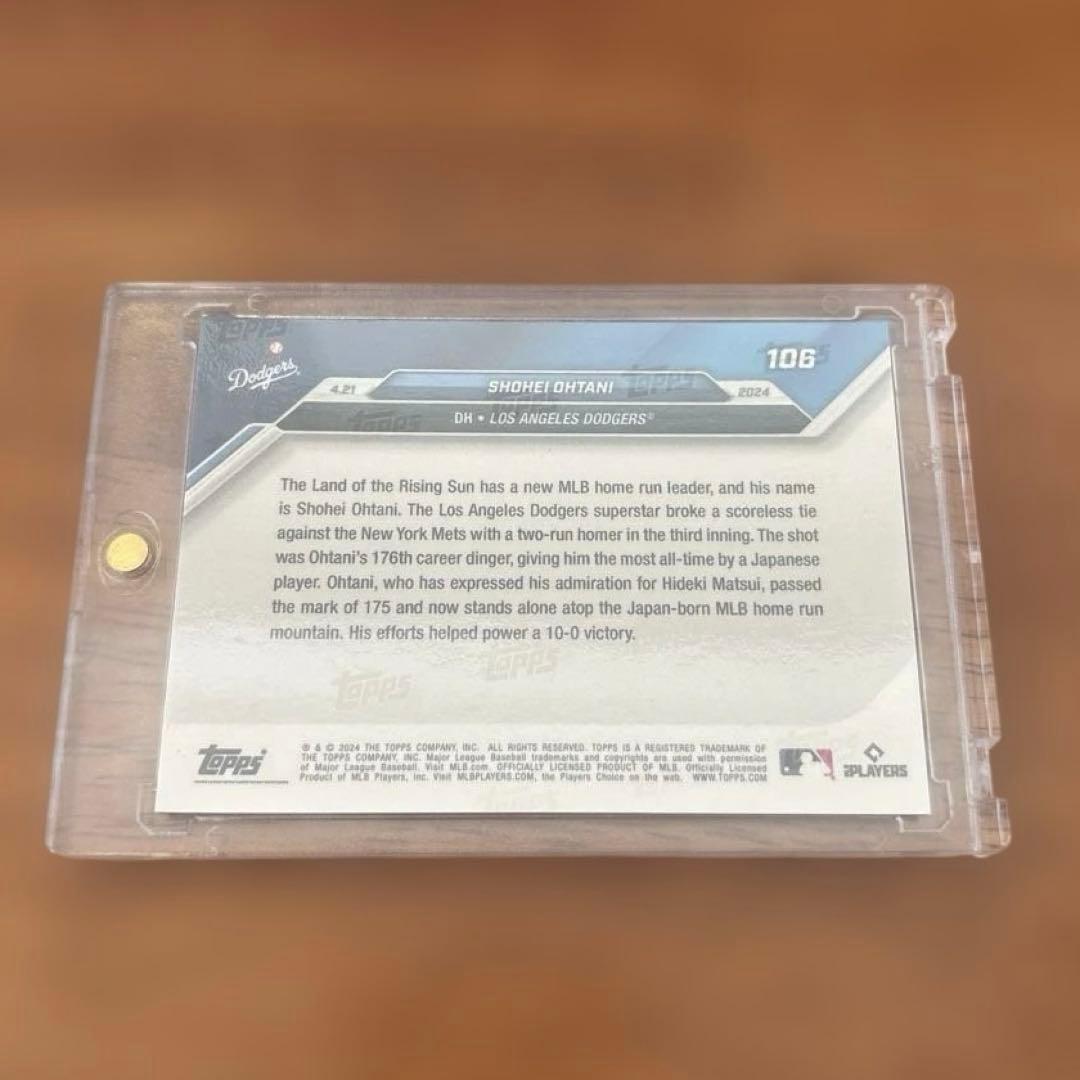 Topps
Dodgers
4.21
SHOHEI OHTANI
2024
106
DH • LOS ANGELES DODGERS®
The Land of the Rising Sun has a new MLB home run leader, and his name
is Shohei Ohtani. The Los Angeles Dodgers superstar broke a scoreless tie
against the New York Mets with a two-run homer in the third inning. The shot
was Ohtani's 176th career dinger, giving him the most all-time by a Japanese
player. Ohtani, who has expressed his admiration for Hideki Matsui, passed
the mark of 175 and now stands alone atop the Japan-born MLB home run
mountain. His efforts helped power a 10-0 victory.
Topps
Topps
Topps
® & © 2024 THE TOPPS COMPANY, INC. ALL RIGHTS RESERVED. TOPPS IS A REGISTERED TRADEMARK OF
THE TOPPS COMPANY, INC. Major League Baseball trademarks and copyrights are used with permission
of Major League Baseball. Visit MLB.com. OFFICIALLY LICENSED PRODUCT OF MLB. Officially Licensed
Product of MLB Players, Inc. Visit MLBPLAYERS.COM, the Players Choice on the web. WWW.TOPPS.COM
PLAYERS